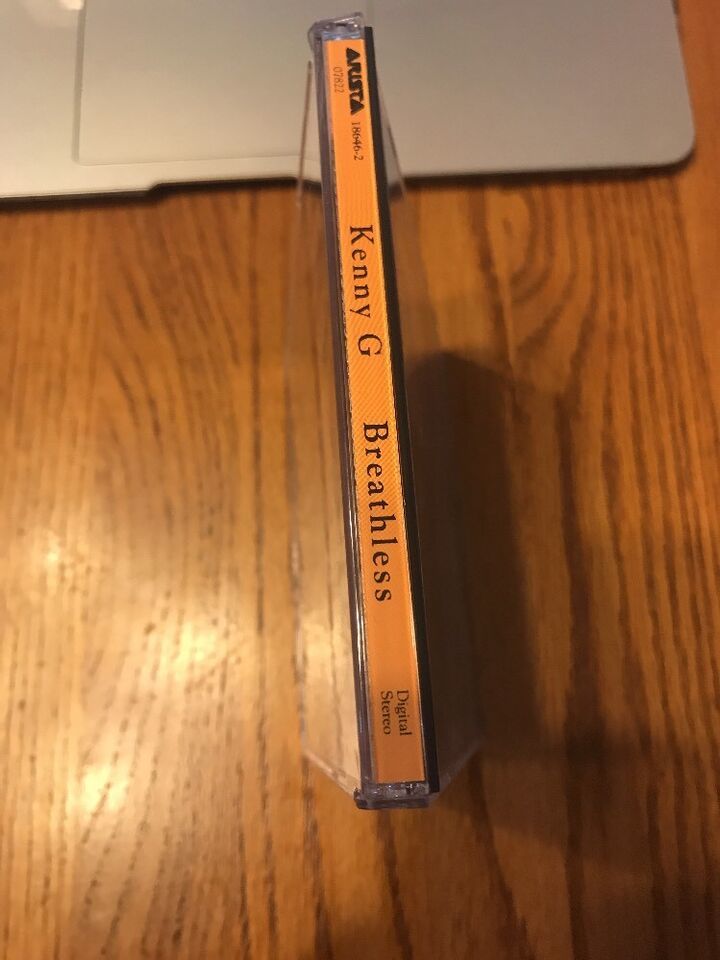 ARISTA
07822 18646-2
Kenny G Breathless
Digital
Stereo